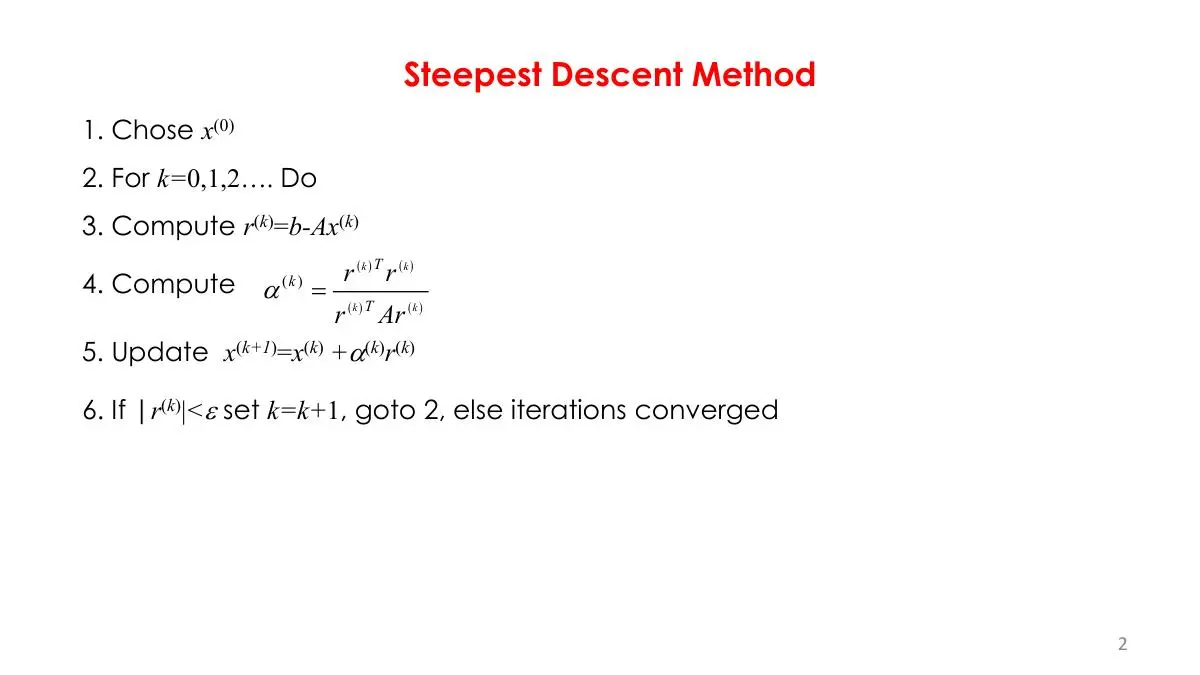 Steepest Descent Method
1. Chose x^(0)
2. For k=0,1,2.... Do
3. Compute r^(k)=b-Ax^(k)
4. Compute α^(k) = r^(k)T r^(k) / r^(k)T Ar^(k)
5. Update x^(k+1)=x^(k) +α^(k)r^(k)
6. If |r^(k)|<ε set k=k+1, goto 2, else iterations converged
2